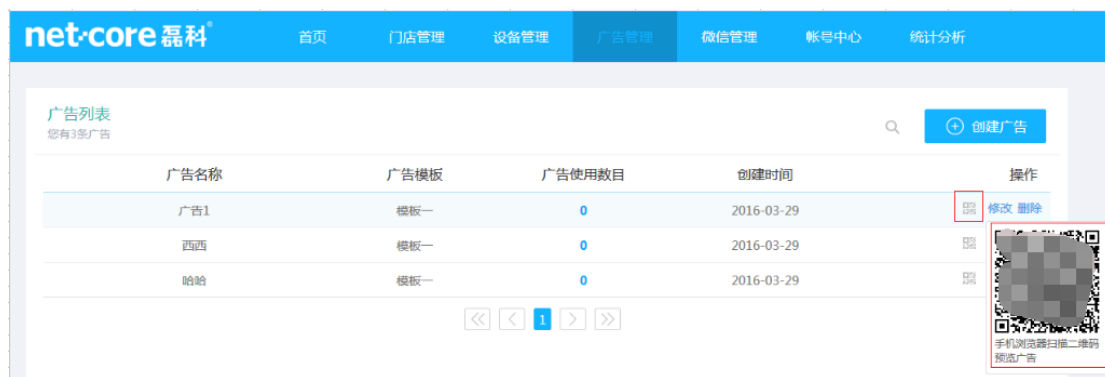 net·core磊科® 首页 门店管理 设备管理 广告管理 微信管理 帐号中心 统计分析
广告列表
您有3条广告
创建广告
广告名称 广告模板 广告使用数目 创建时间 操作
广告1 模板一 0 2016-03-29 修改 删除
西西 模板一 0 2016-03-29
哈哈 模板一 0 2016-03-29
1
手机浏览器扫描二维码
预览广告